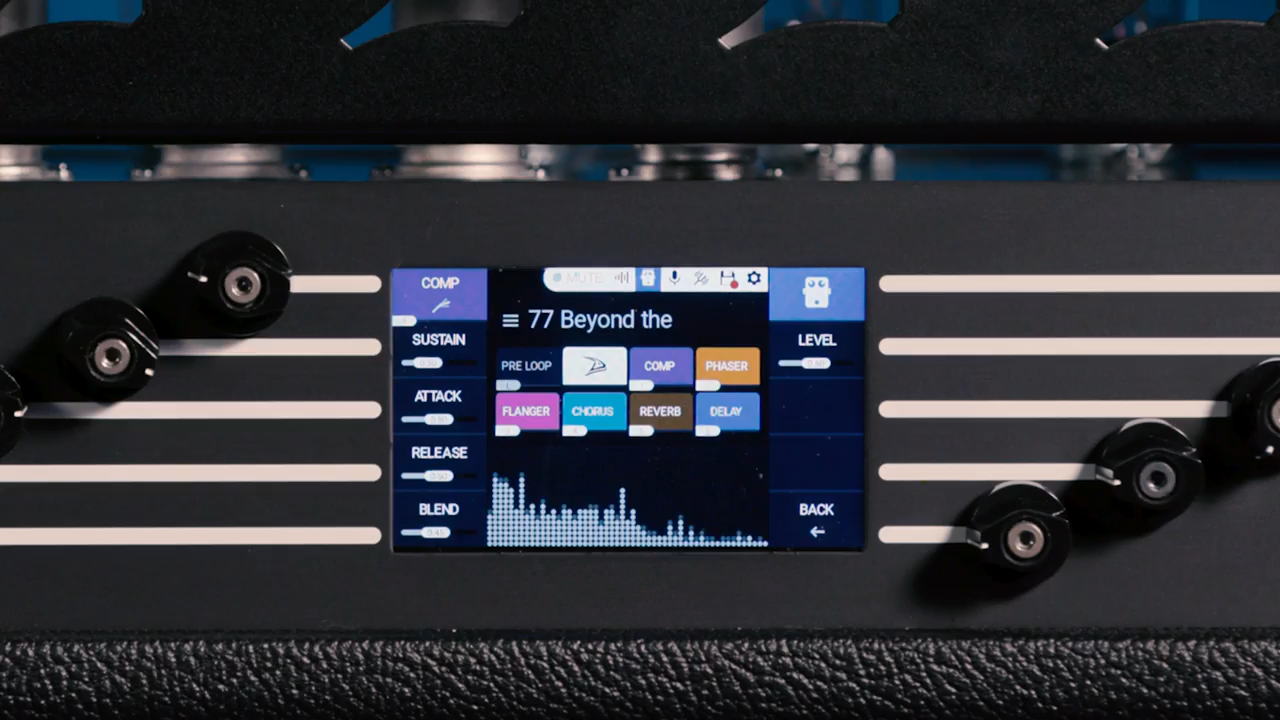 COMP
MUTE
SUSTAIN
ATTACK
RELEASE
BLEND
77 Beyond the
PRE LOOP
COMP
PHASER
FLANGER
CHORUS
REVERB
DELAY
LEVEL
BACK